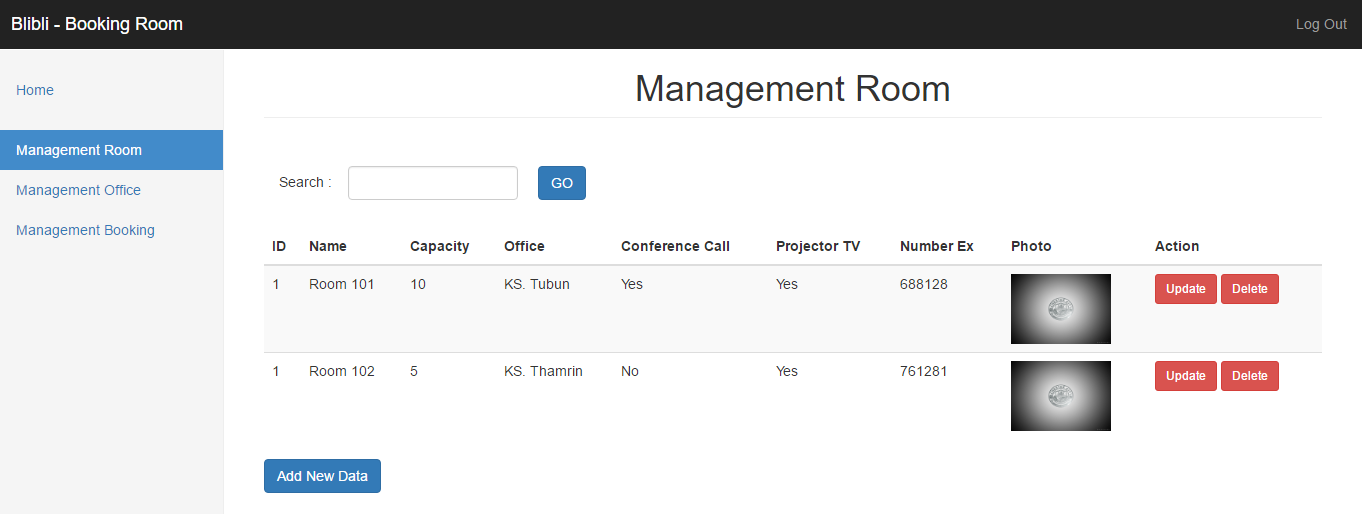 Blibli - Booking Room
Log Out
Home
Management Room
Management Office
Management Booking
Management Room
Search :
GO
ID Name Capacity Office Conference Call Projector TV Number Ex Photo Action
1 Room 101 10 KS. Tubun Yes Yes 688128 Update Delete
1 Room 102 5 KS. Thamrin No Yes 761281 Update Delete
Add New Data